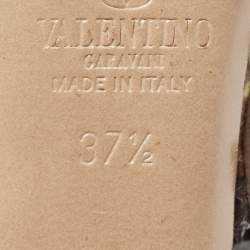 VALENTINO
GARAVANI
MADE IN ITALY
37½